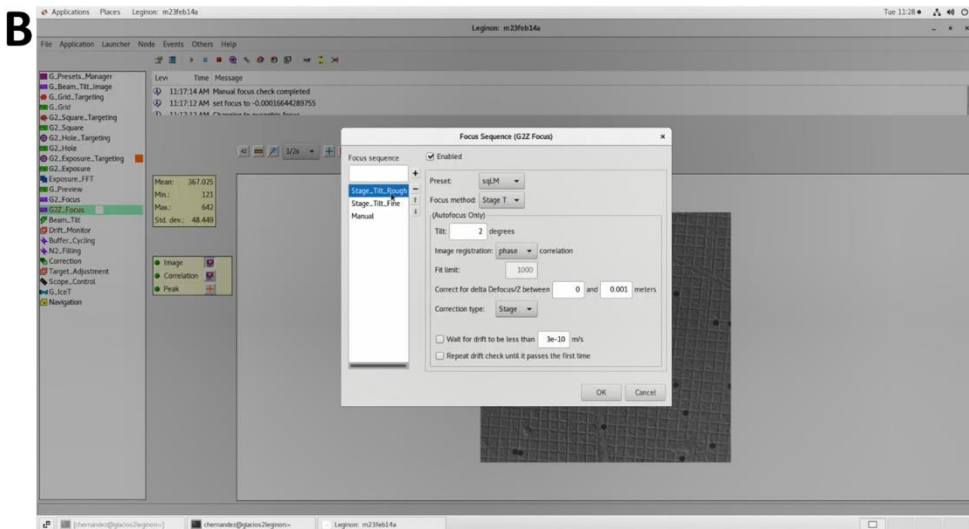 B
Applications Places Leginon: m23feb14a Tue 11:28
Leginon: m23feb14a
File Application Launcher Node Events Others Help
G_Presets_Manager
G_Beam_Tilt_Image
G_Grid_Targeting
G_Grid
G2_Square_Targeting
G2_Square
G2_Hole_Targeting
G2_Hole
G2_Exposure_Targeting
G2_Exposure
Exposure_FFT
G_Preview
G2_Focus
G2Z_Focus
Beam_Tilt
Drift_Monitor
Buffer_Cycling
N2_Filling
Correction
Target_Adjustment
Scope_Control
G_IceT
Navigation
Time Message
11:17:14 AM Manual focus check completed
11:17:12 AM set focus to -0.00016644289755
1/2x
Mean: 367.025
Min.: 121
Max.: 642
Std. dev.: 48.449
Image
Correlation
Peak
Focus Sequence (G2Z Focus)
Focus sequence
Stage_Tilt_Rough
Stage_Tilt_Fine
Manual
Enabled
Preset: sqLM
Focus method: Stage T
(Autofocus Only)
Tilt: 2 degrees
Image registration: phase correlation
Fit limit: 1000
Correct for delta Defocus/Z between 0 and 0.001 meters
Correction type: Stage
Wait for drift to be less than 3e-10 m/s
Repeat drift check until it passes the first time
OK Cancel
[chernandez@glacios2leginon:~] chernandez@glacios2leginon:~ Leginon: m23feb14a